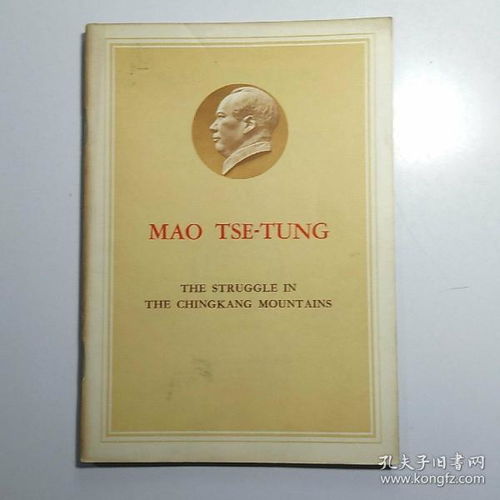 MAO TSE-TUNG
THE STRUGGLE IN
THE CHINGKANG MOUNTAINS
孔夫子旧书网
www.kongfz.com